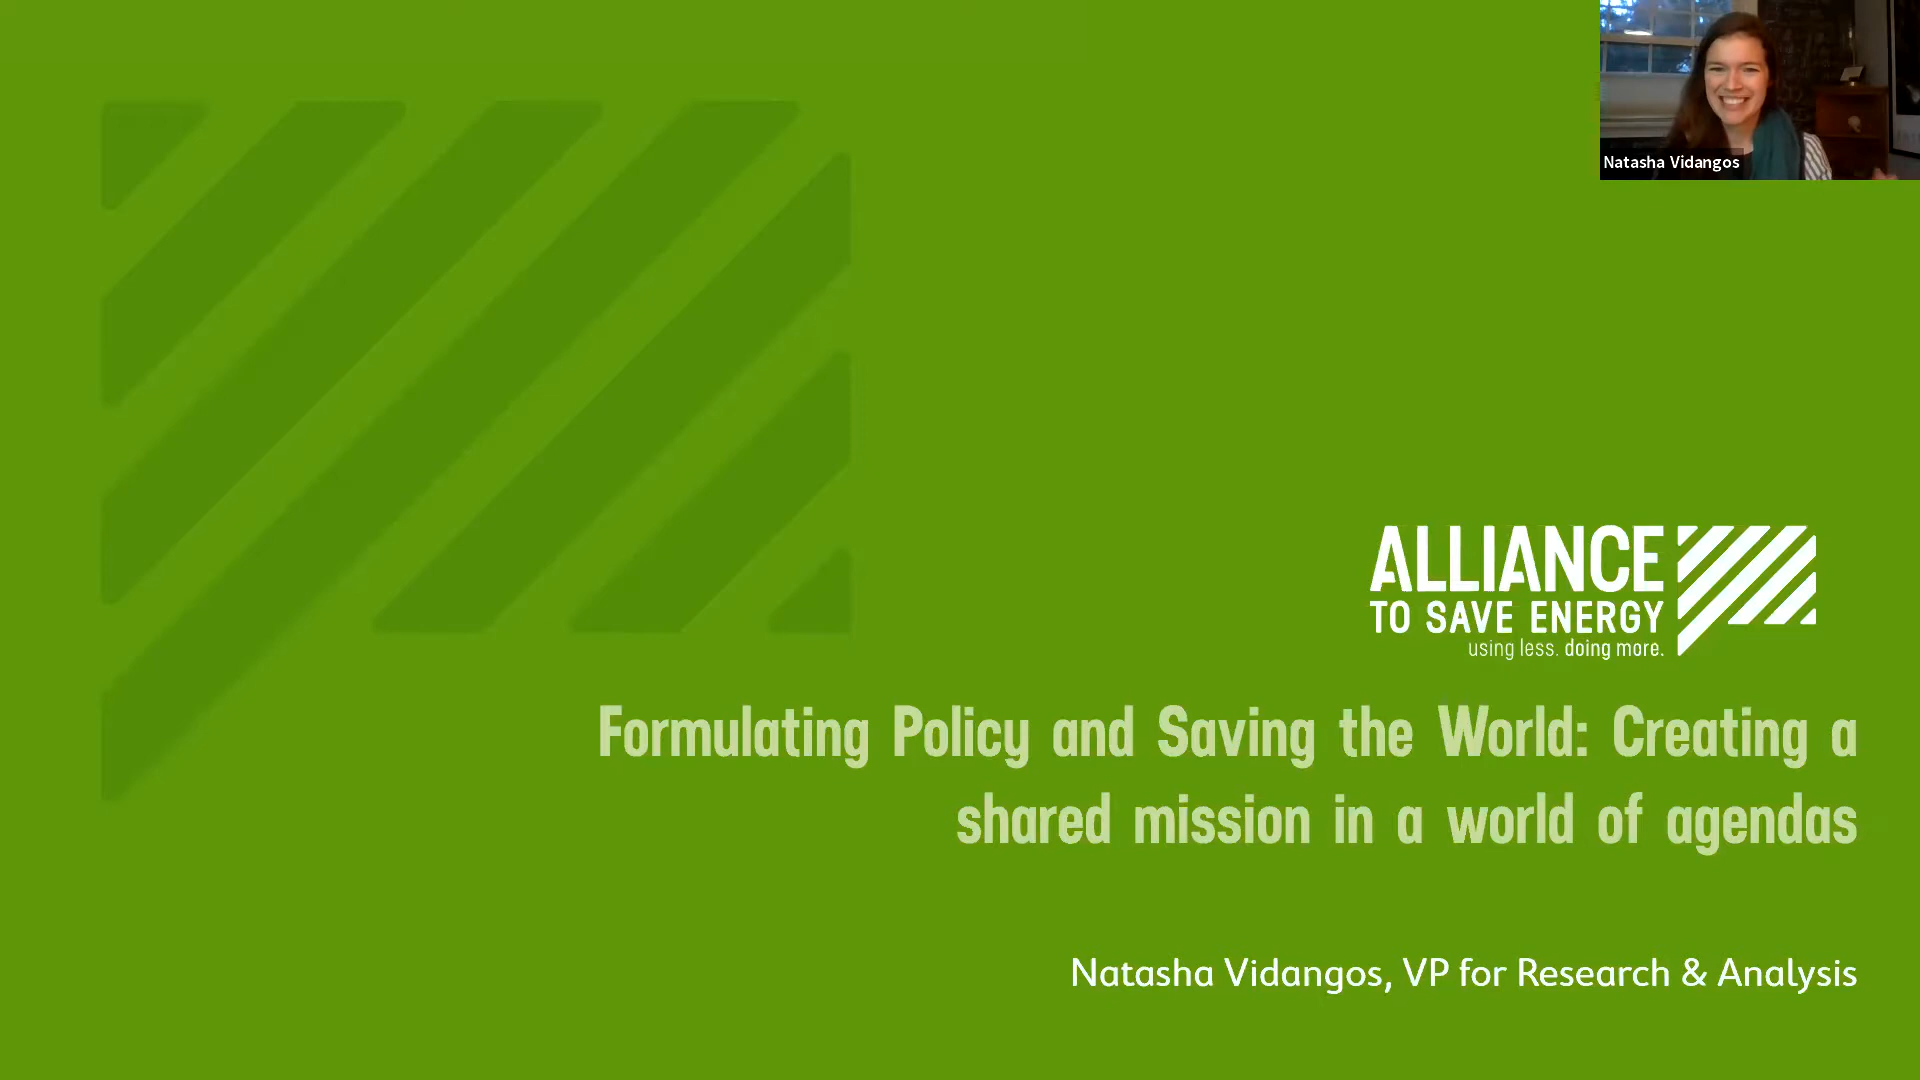 Natasha Vidangos
ALLIANCE
TO SAVE ENERGY
using less. doing more.
Formulating Policy and Saving the World: Creating a
shared mission in a world of agendas
Natasha Vidangos, VP for Research & Analysis